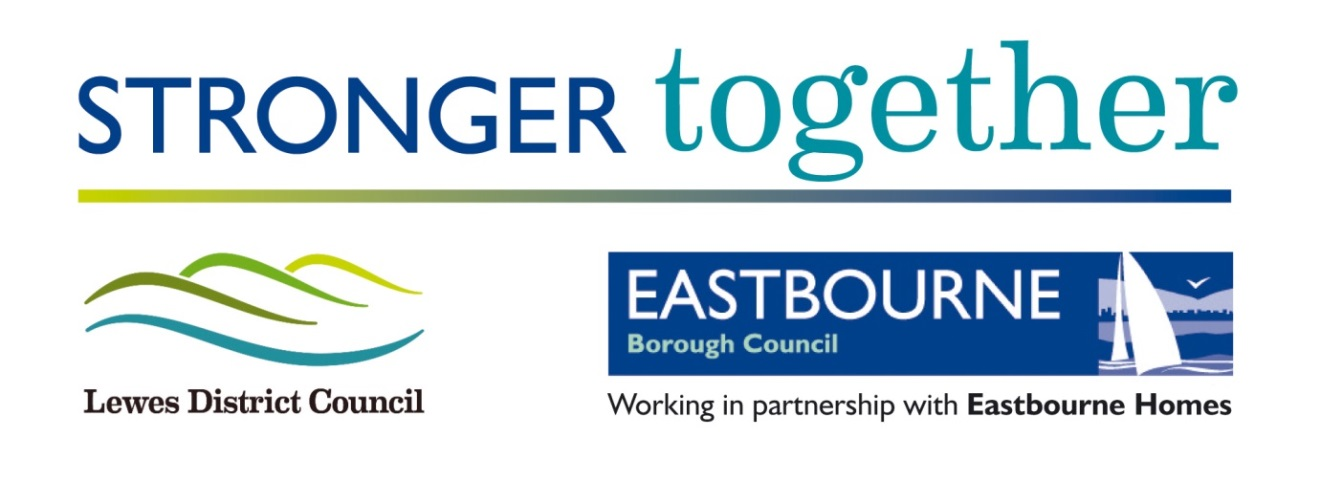 STRONGER together
Lewes District Council
EASTBOURNE
Borough Council
Working in partnership with Eastbourne Homes